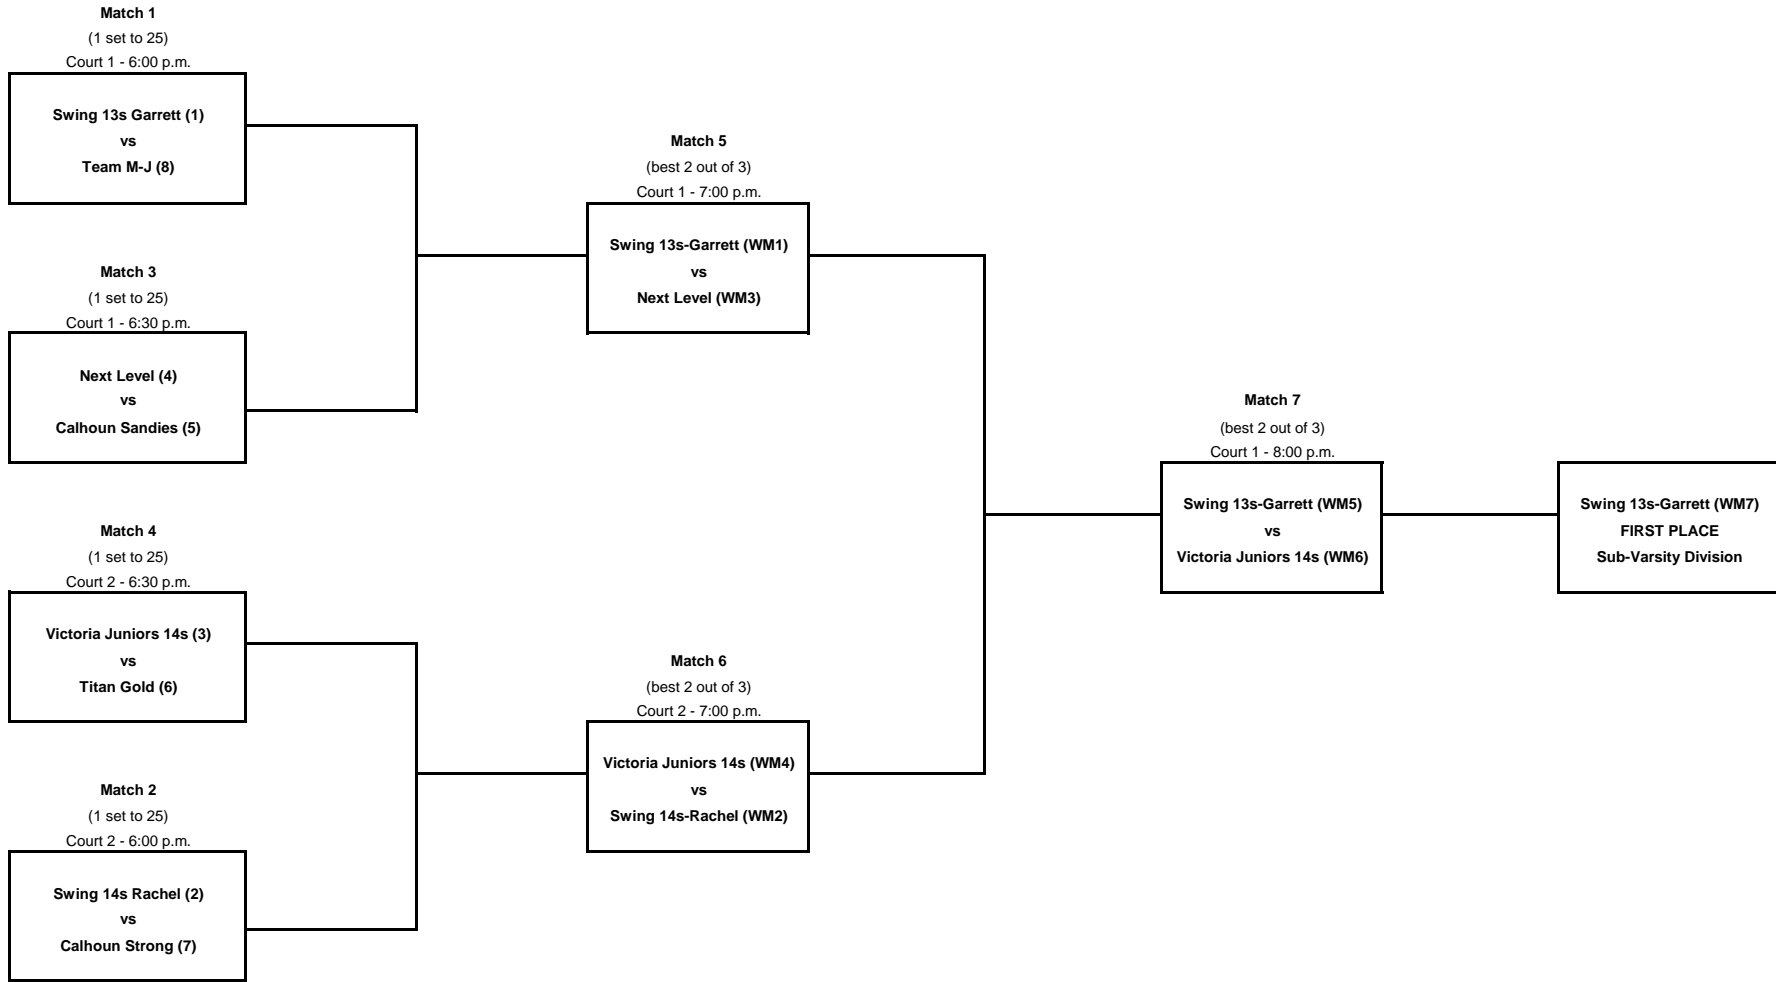 Match 1
(1 set to 25)
Court 1 - 6:00 p.m.
Swing 13s Garrett (1)
vs
Team M-J (8)
Match 3
(1 set to 25)
Court 1 - 6:30 p.m.
Next Level (4)
vs
Calhoun Sandies (5)
Match 4
(1 set to 25)
Court 2 - 6:30 p.m.
Victoria Juniors 14s (3)
vs
Titan Gold (6)
Match 2
(1 set to 25)
Court 2 - 6:00 p.m.
Swing 14s Rachel (2)
vs
Calhoun Strong (7)
Match 5
(best 2 out of 3)
Court 1 - 7:00 p.m.
Swing 13s-Garrett (WM1)
vs
Next Level (WM3)
Match 6
(best 2 out of 3)
Court 2 - 7:00 p.m.
Victoria Juniors 14s (WM4)
vs
Swing 14s-Rachel (WM2)
Match 7
(best 2 out of 3)
Court 1 - 8:00 p.m.
Swing 13s-Garrett (WM5)
vs
Victoria Juniors 14s (WM6)
Swing 13s-Garrett (WM7)
FIRST PLACE
Sub-Varsity Division